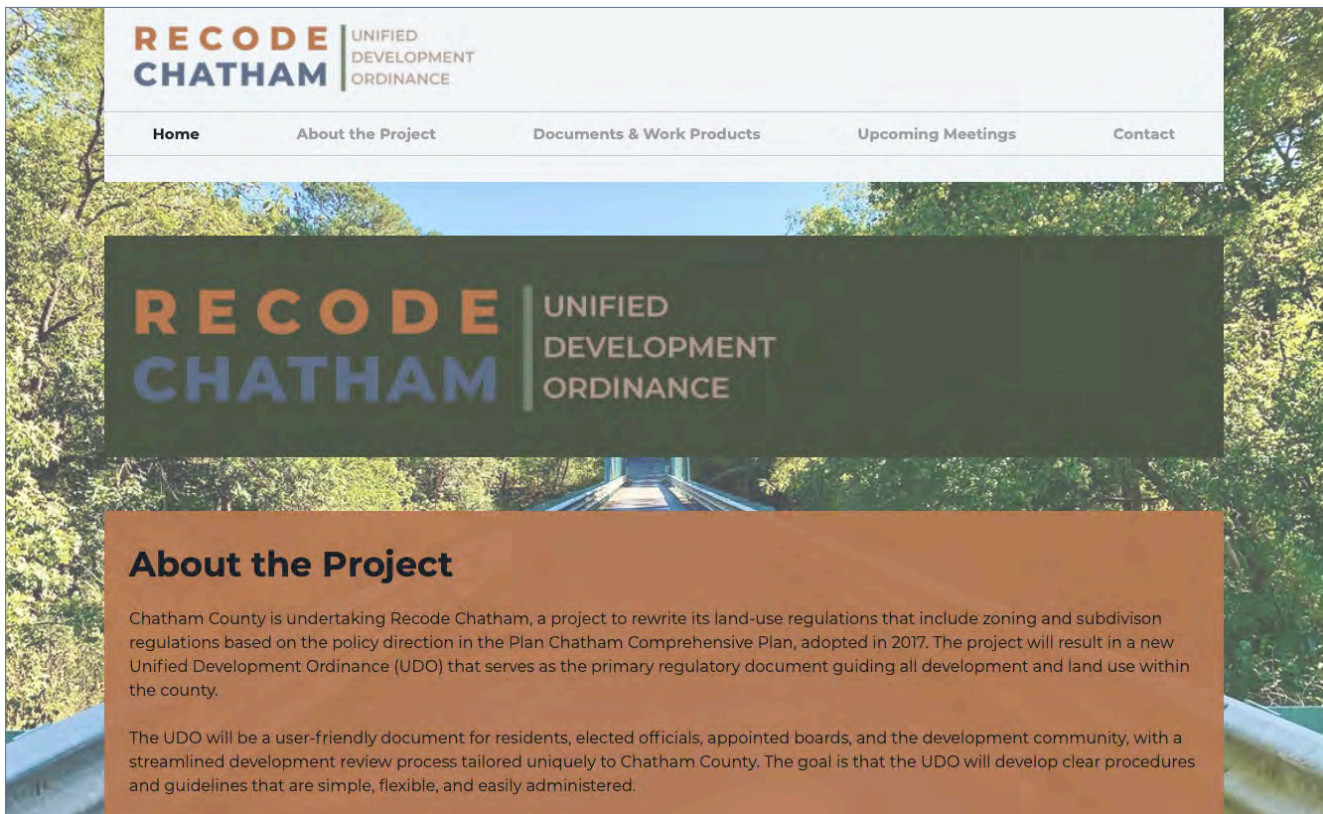 RECODE
CHATHAM
UNIFIED
DEVELOPMENT
ORDINANCE
Home About the Project Documents & Work Products Upcoming Meetings Contact
RECODE
CHATHAM
UNIFIED
DEVELOPMENT
ORDINANCE
About the Project
Chatham County is undertaking Recode Chatham, a project to rewrite its land-use regulations that include zoning and subdivison
regulations based on the policy direction in the Plan Chatham Comprehensive Plan, adopted in 2017. The project will result in a new
Unified Development Ordinance (UDO) that serves as the primary regulatory document guiding all development and land use within
the county.
The UDO will be a user-friendly document for residents, elected officials, appointed boards, and the development community, with a
streamlined development review process tailored uniquely to Chatham County. The goal is that the UDO will develop clear procedures
and guidelines that are simple, flexible, and easily administered.